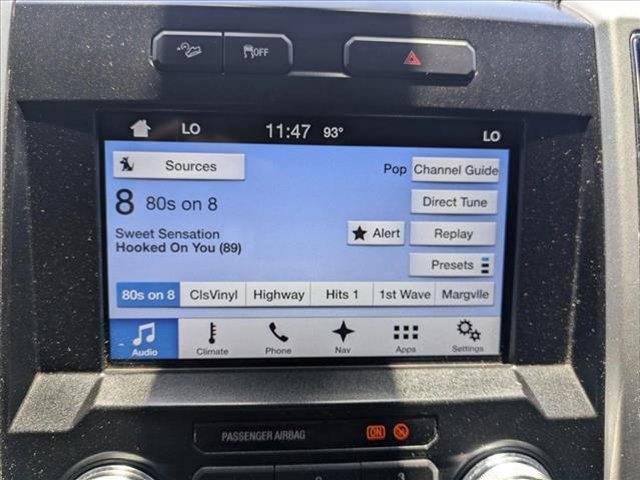 OFF
LO 11:47 93° LO
Sources
Pop Channel Guide
8 80s on 8
Direct Tune
Sweet Sensation
Alert
Replay
Hooked On You (89)
Presets
80s on 8 ClsVinyl Highway Hits 1 1st Wave Margvlle
Audio Climate Phone Nav Apps Settings
PASSENGER AIRBAG ON